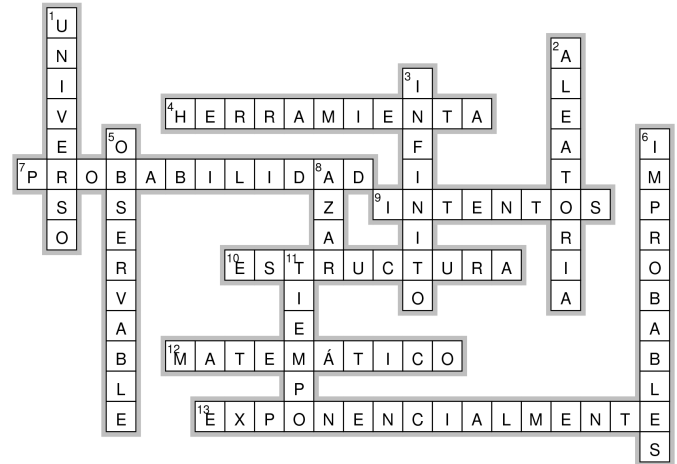 1 UNIVERSO
2 ALEATORIA
3 INFINITO
4 HERRAMIENTA
5 OBSERVABLE
6 IMPROBABLES
7 PROBABILIDAD
8 AZAR
9 INTENTOS
10 ESTRUCTURA
11 TIEMPO
12 MATEMÁTICO
13 EXPONENCIALMENTE